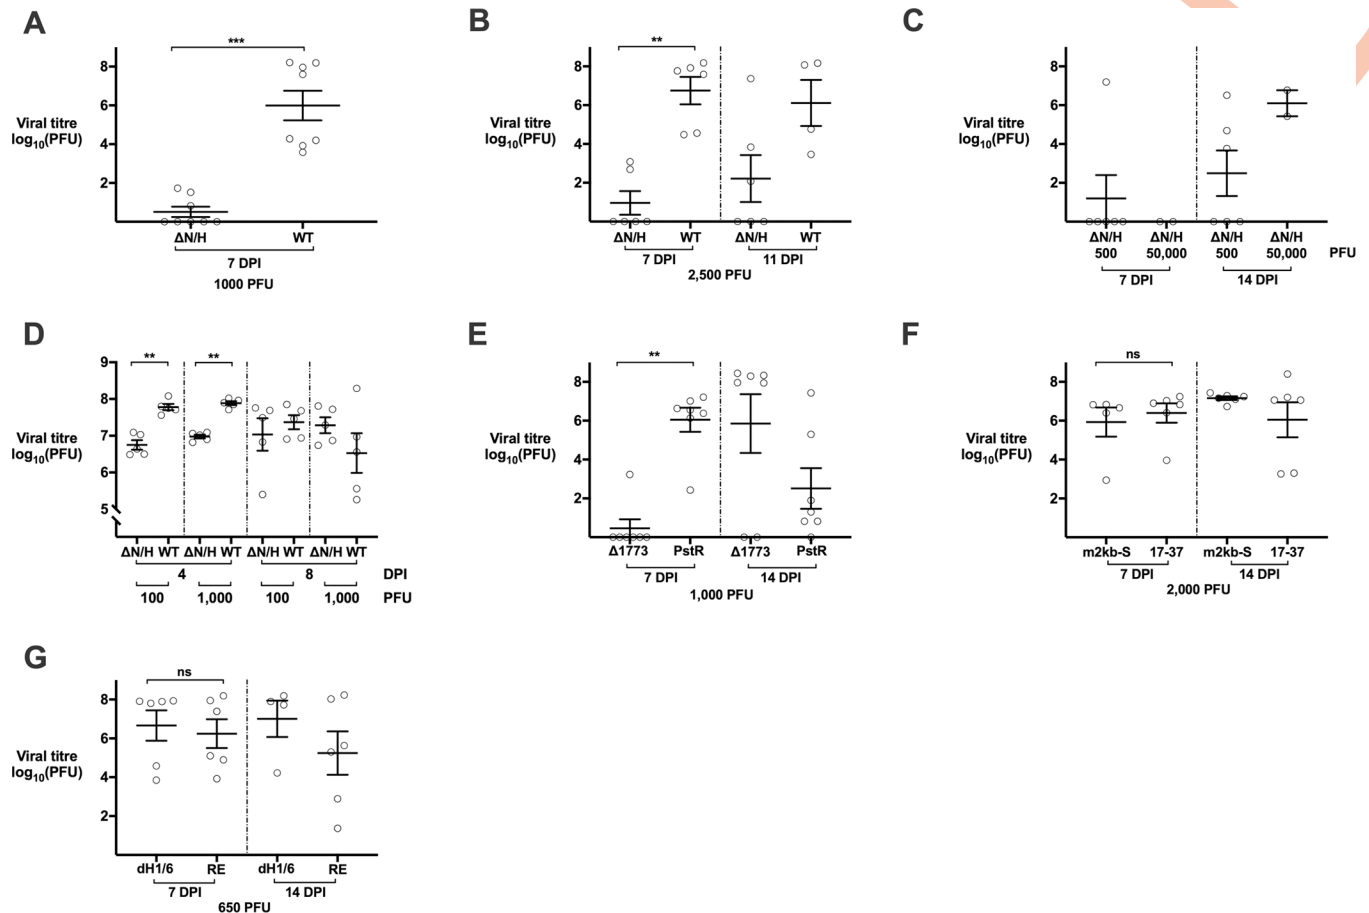 A
***
8
6
4
2
Viral titre
log10(PFU)
ΔN/H WT
7 DPI
1000 PFU
B
**
8
6
4
2
Viral titre
log10(PFU)
ΔN/H WT ΔN/H WT
7 DPI 11 DPI
2,500 PFU
C
8
6
4
2
Viral titre
log10(PFU)
ΔN/H ΔN/H ΔN/H ΔN/H
500 50,000 500 50,000 PFU
7 DPI 14 DPI
D
** **
9
8
7
6
5
Viral titre
log10(PFU)
ΔN/H WT ΔN/H WT ΔN/H WT ΔN/H WT
4 8 DPI
100 1,000 100 1,000 PFU
E
**
8
6
4
2
Viral titre
log10(PFU)
Δ1773 PstR Δ1773 PstR
7 DPI 14 DPI
1,000 PFU
F
ns
8
6
4
2
Viral titre
log10(PFU)
m2kb-S 17-37 m2kb-S 17-37
7 DPI 14 DPI
2,000 PFU
G
ns
8
6
4
2
Viral titre
log10(PFU)
dH1/6 RE dH1/6 RE
7 DPI 14 DPI
650 PFU